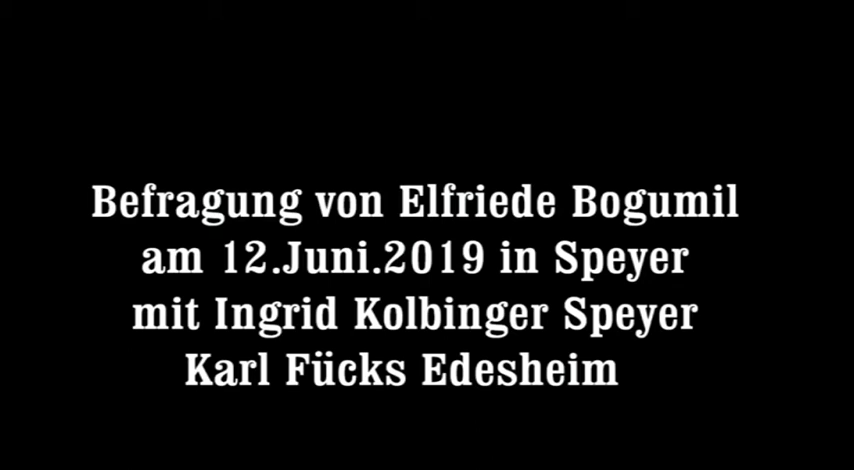 Befragung von Elfriede Bogumil
am 12.Juni.2019 in Speyer
mit Ingrid Kolbinger Speyer
Karl Fücks Edesheim